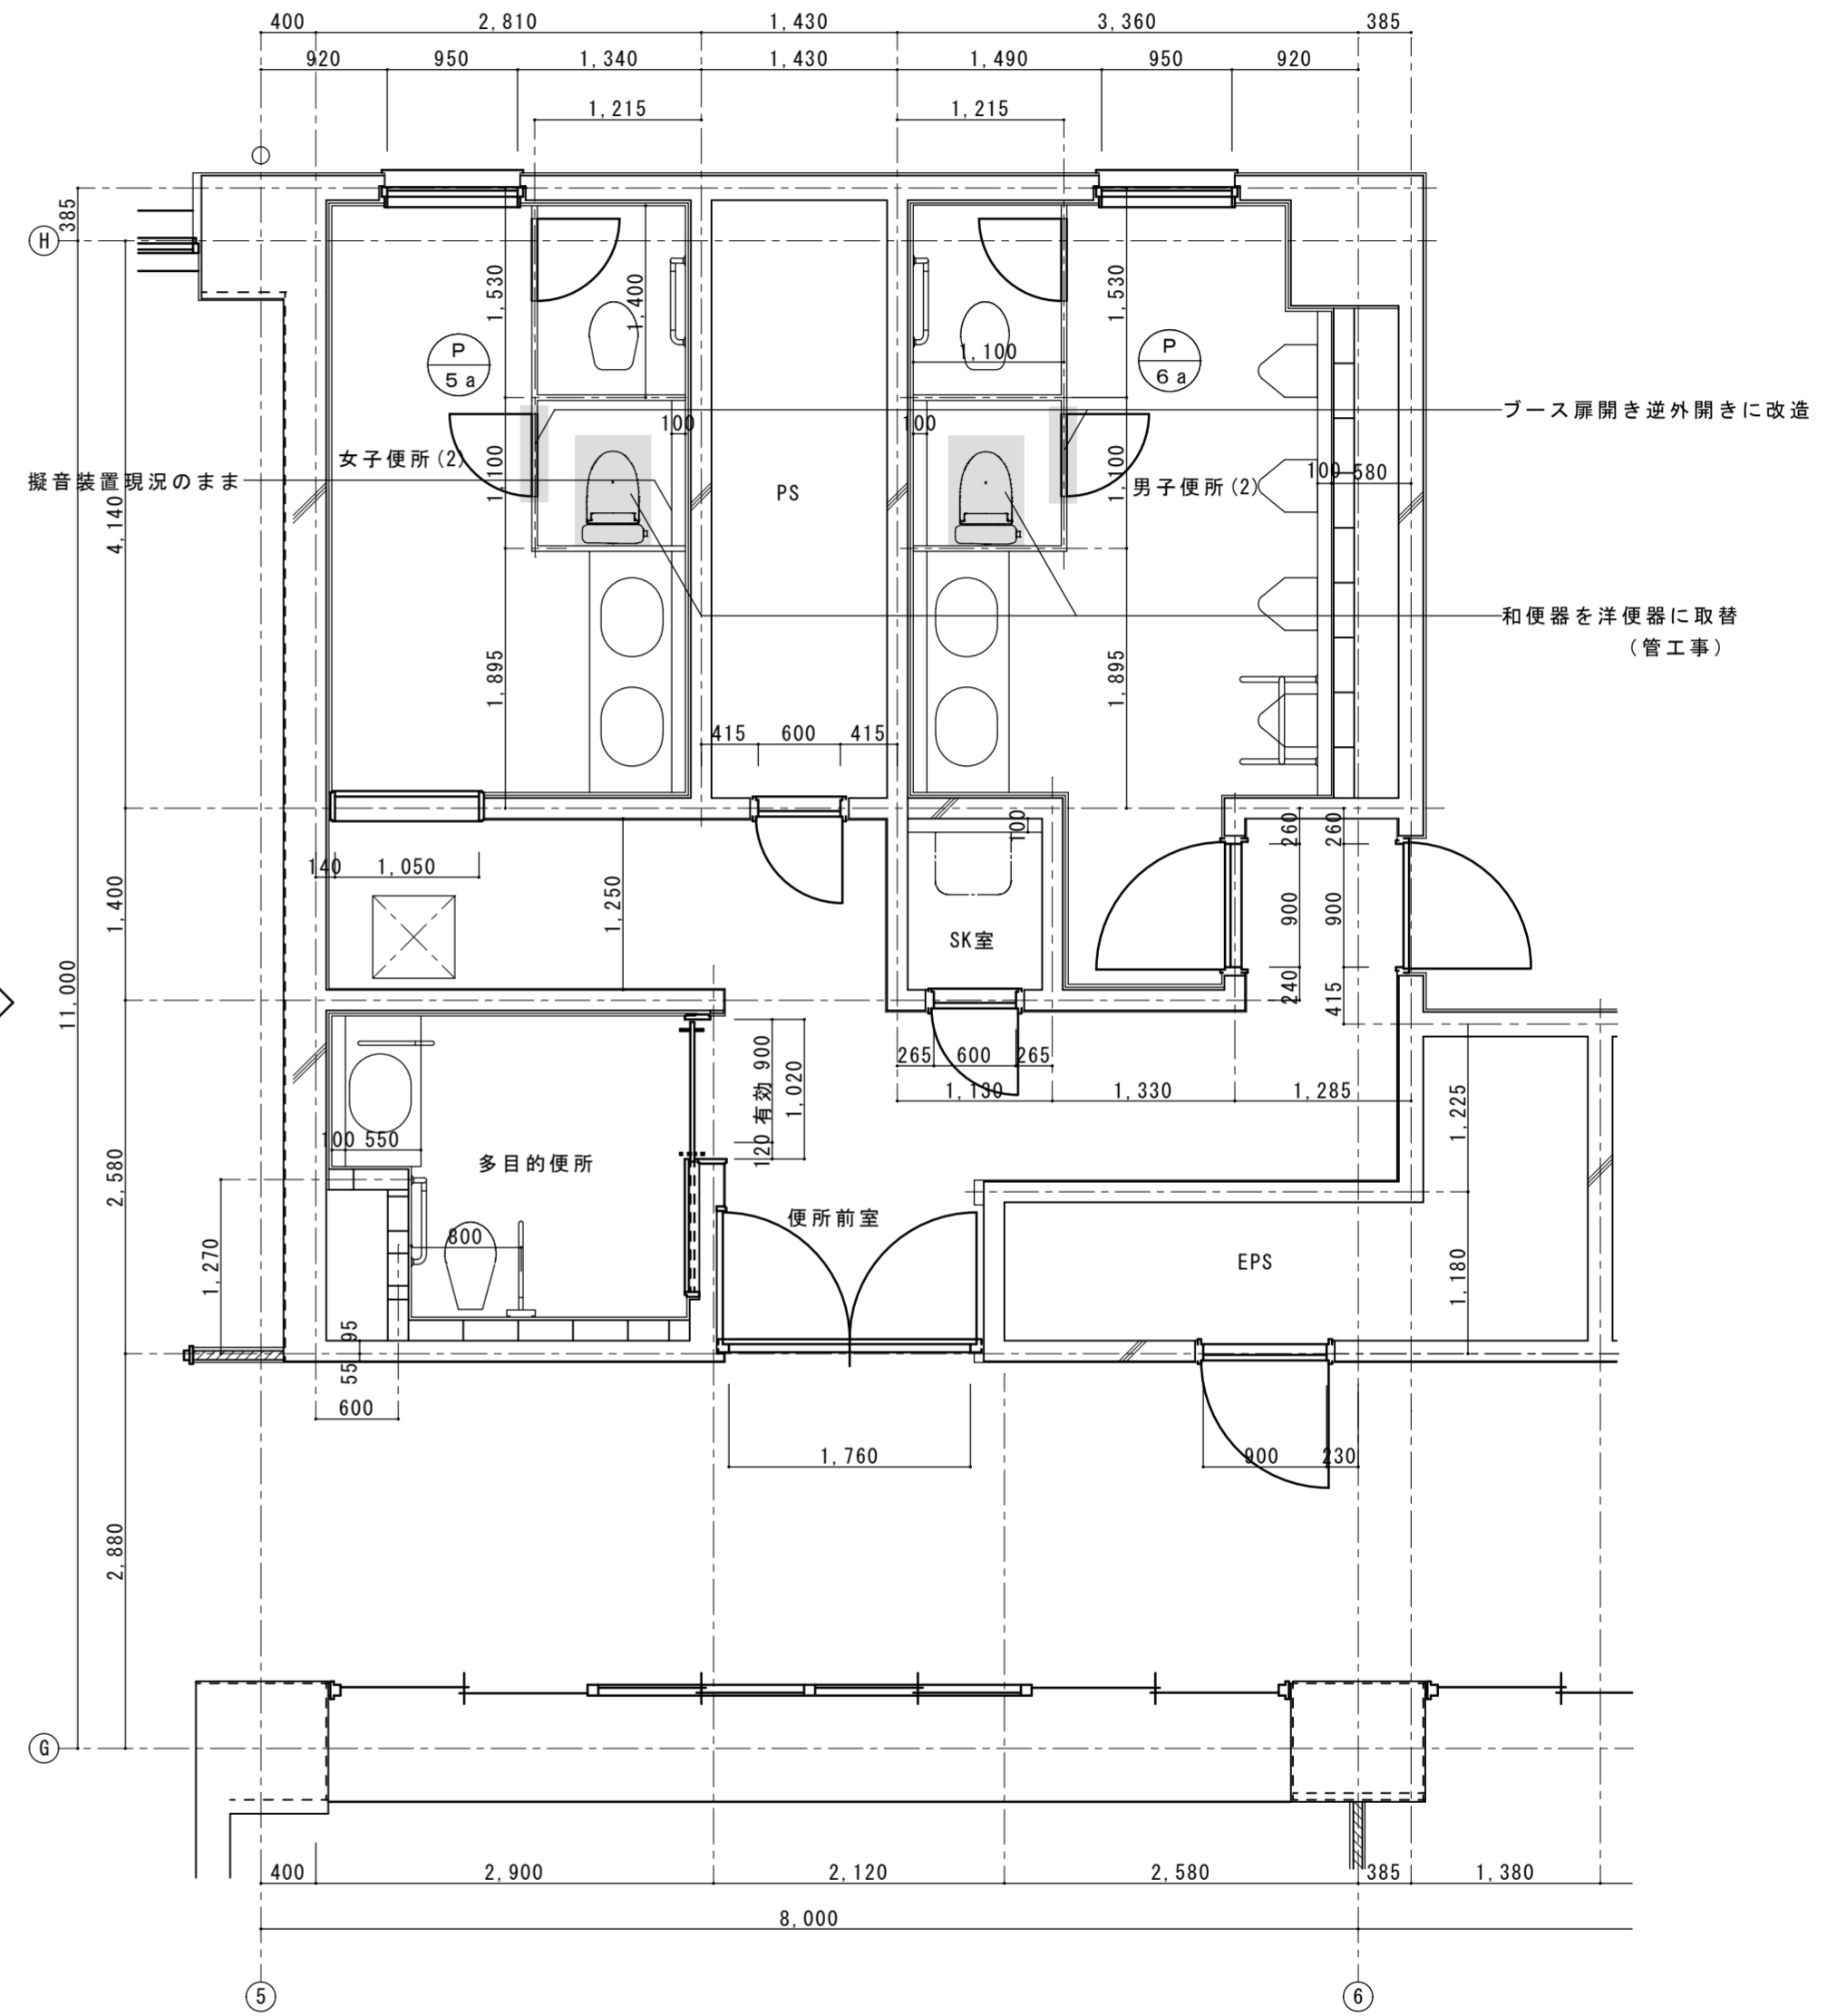 400 2,810 1,430 3,360 385
920 950 1,340 1,430 1,490 950 920
1,215 1,215
385
H
1,530 1,400 1,530
1,100
P
5a
P
6a
ブース扉開き逆外開きに改造
100 100
女子便所(2)
1,100 1,100
100 580
擬音装置現況のまま
PS
男子便所(2)
4,140
和便器を洋便器に取替
(管工事)
1,895 1,895
415 600 415
100 260 260
140 1,050
1,400 1,250 900 900
SK室
11,000
240 415
265 600 265
120 有効 900 1,020
1,130 1,330 1,285
1,225
100 550
多目的便所
2,580
便所前室
800
1,270
EPS
1,180
95
55
600
1,760
900 230
2,880
G
400 2,900 2,120 2,580 385 1,380
8,000
5 6